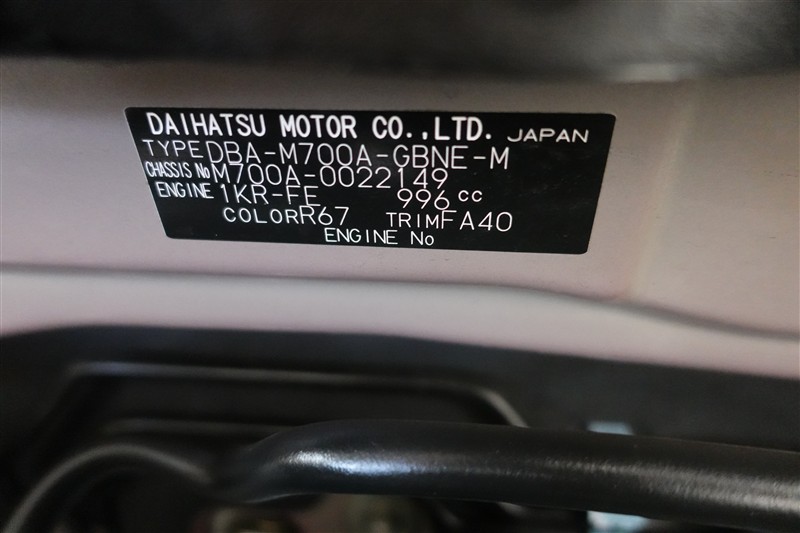 DAIHATSU MOTOR CO.,LTD. JAPAN
TYPE DBA-M700A-GBNE-M
CHASSIS No M700A-0022149
ENGINE 1KR-FE 996 cc
COLOR R67 TRIM FA40
ENGINE No